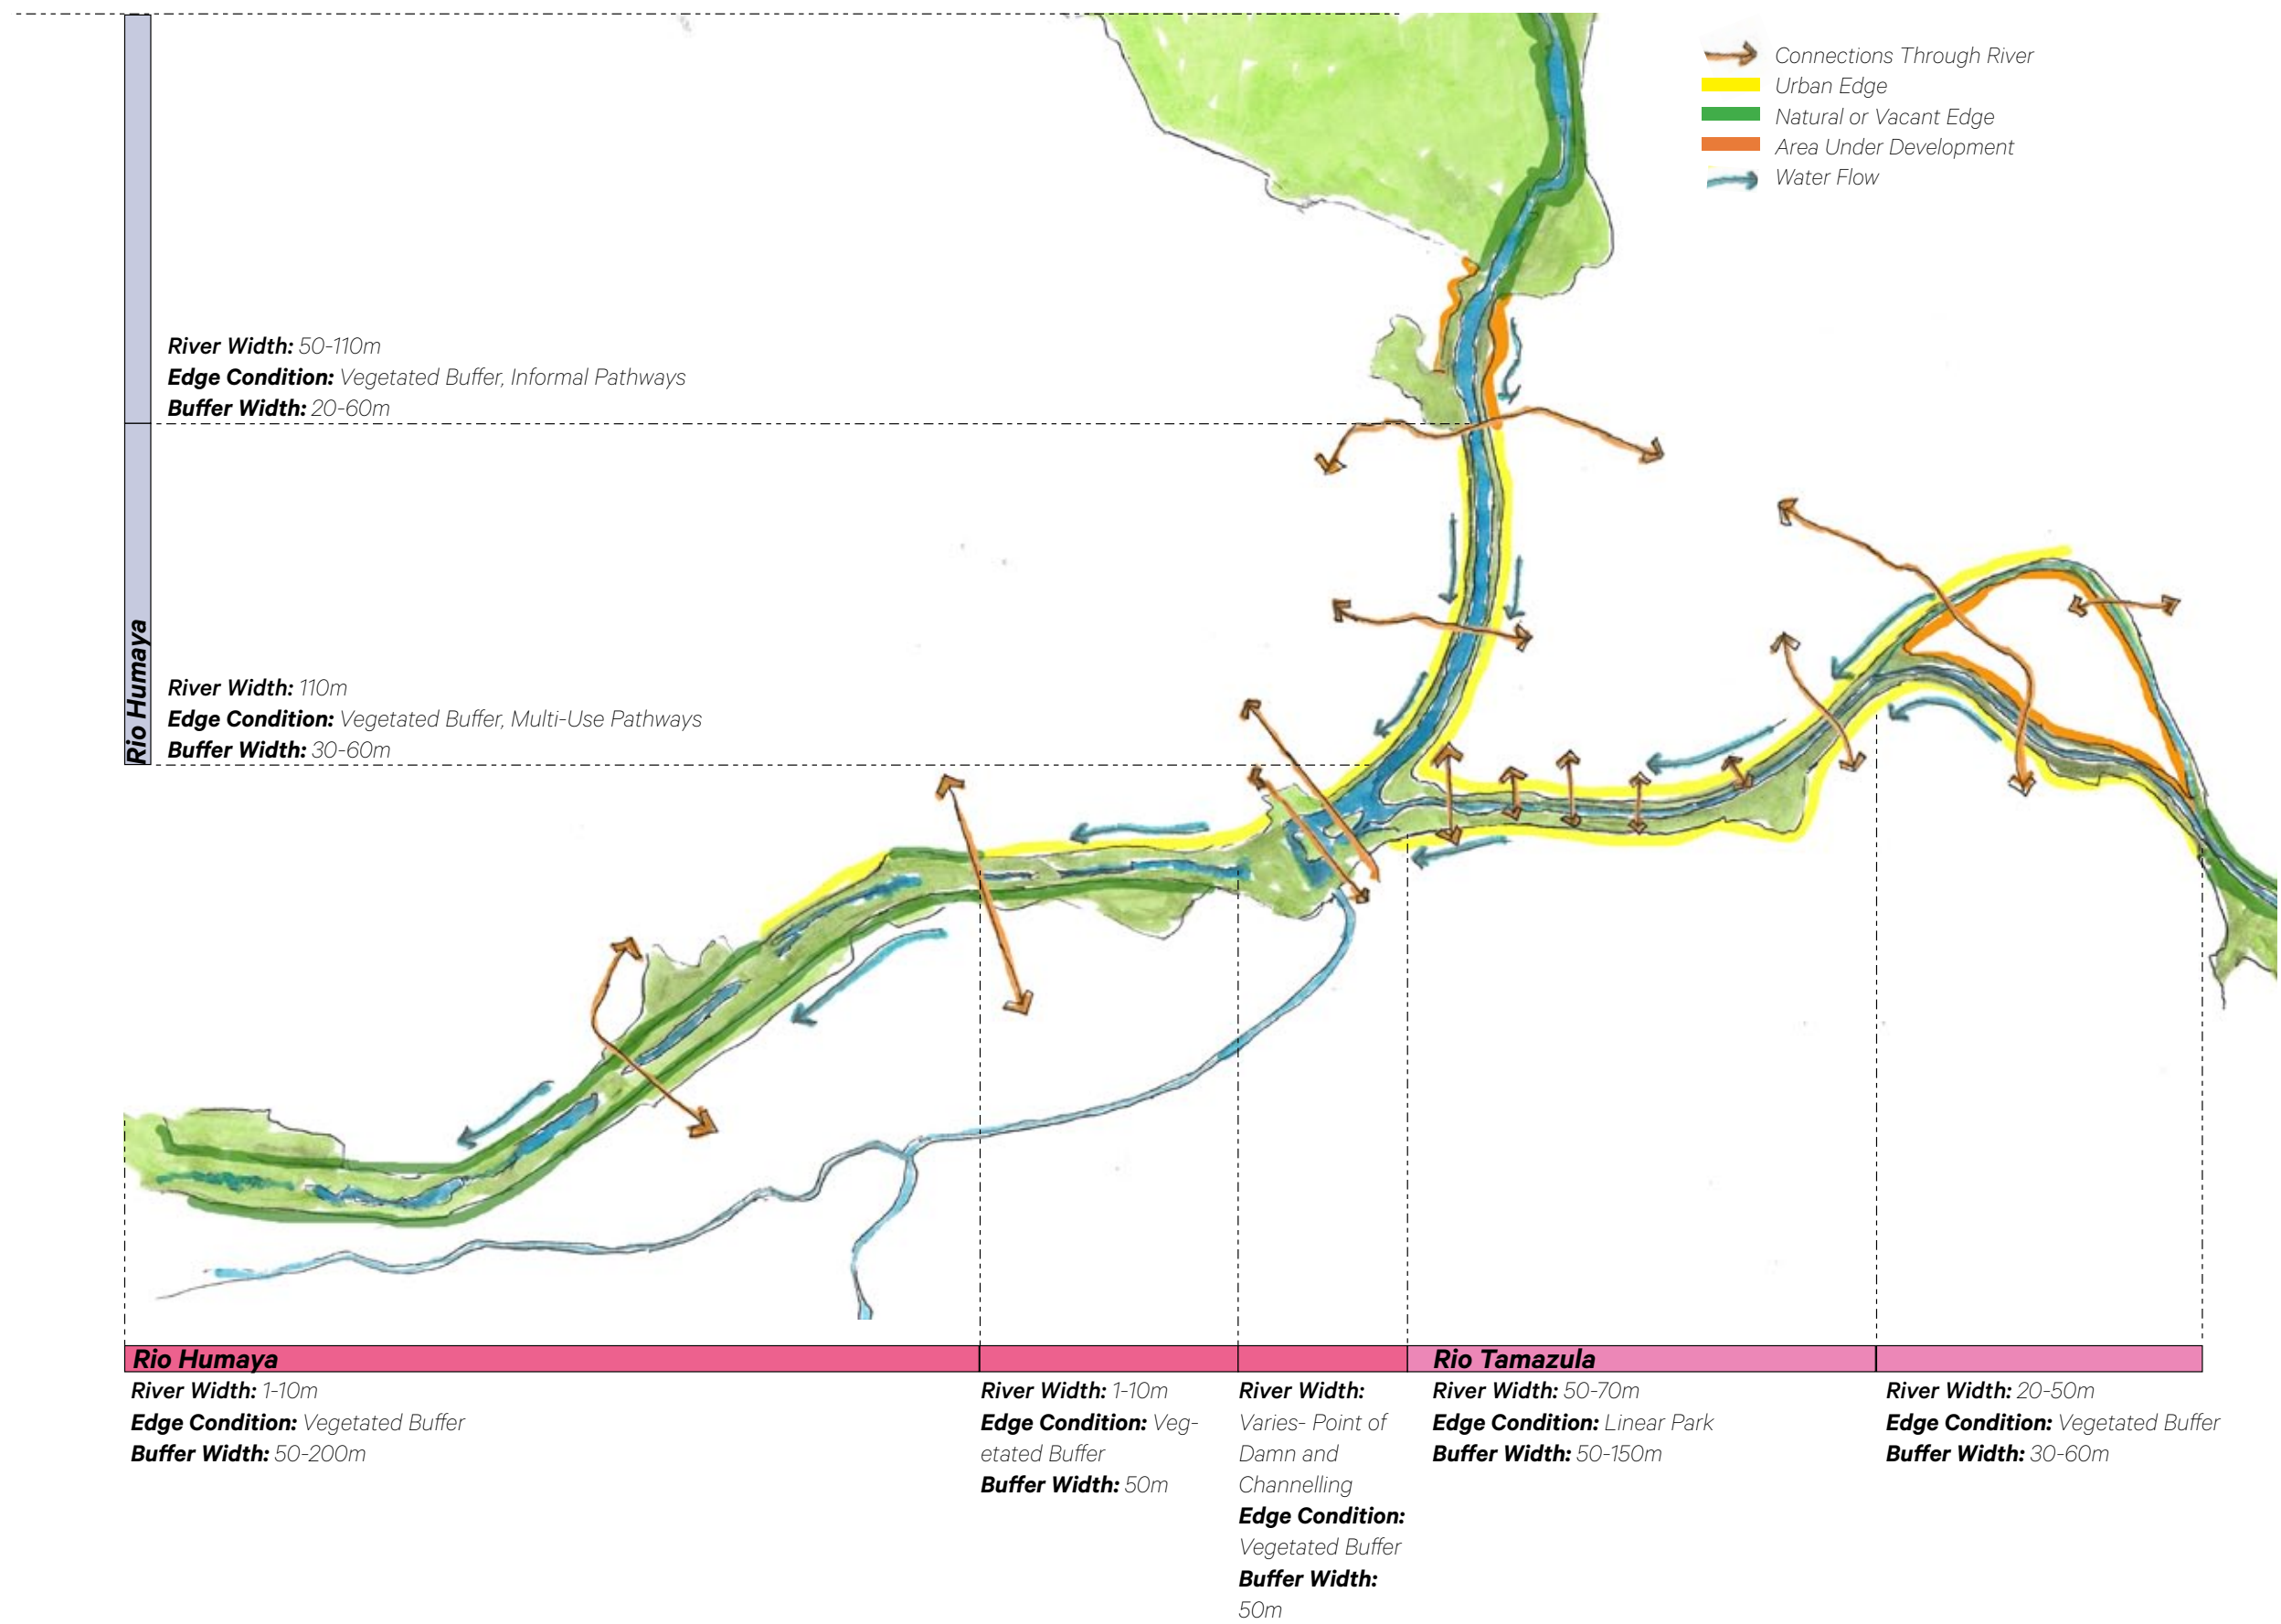 Connections Through River
Urban Edge
Natural or Vacant Edge
Area Under Development
Water Flow
River Width: 50-110m
Edge Condition: Vegetated Buffer, Informal Pathways
Buffer Width: 20-60m
Rio Humaya
River Width: 110m
Edge Condition: Vegetated Buffer, Multi-Use Pathways
Buffer Width: 30-60m
Rio Humaya
River Width: 1-10m
Edge Condition: Vegetated Buffer
Buffer Width: 50-200m
River Width: 1-10m
Edge Condition: Veg-
etated Buffer
Buffer Width: 50m
River Width:
Varies- Point of
Damn and
Channelling
Edge Condition:
Vegetated Buffer
Buffer Width:
50m
Rio Tamazula
River Width: 50-70m
Edge Condition: Linear Park
Buffer Width: 50-150m
River Width: 20-50m
Edge Condition: Vegetated Buffer
Buffer Width: 30-60m